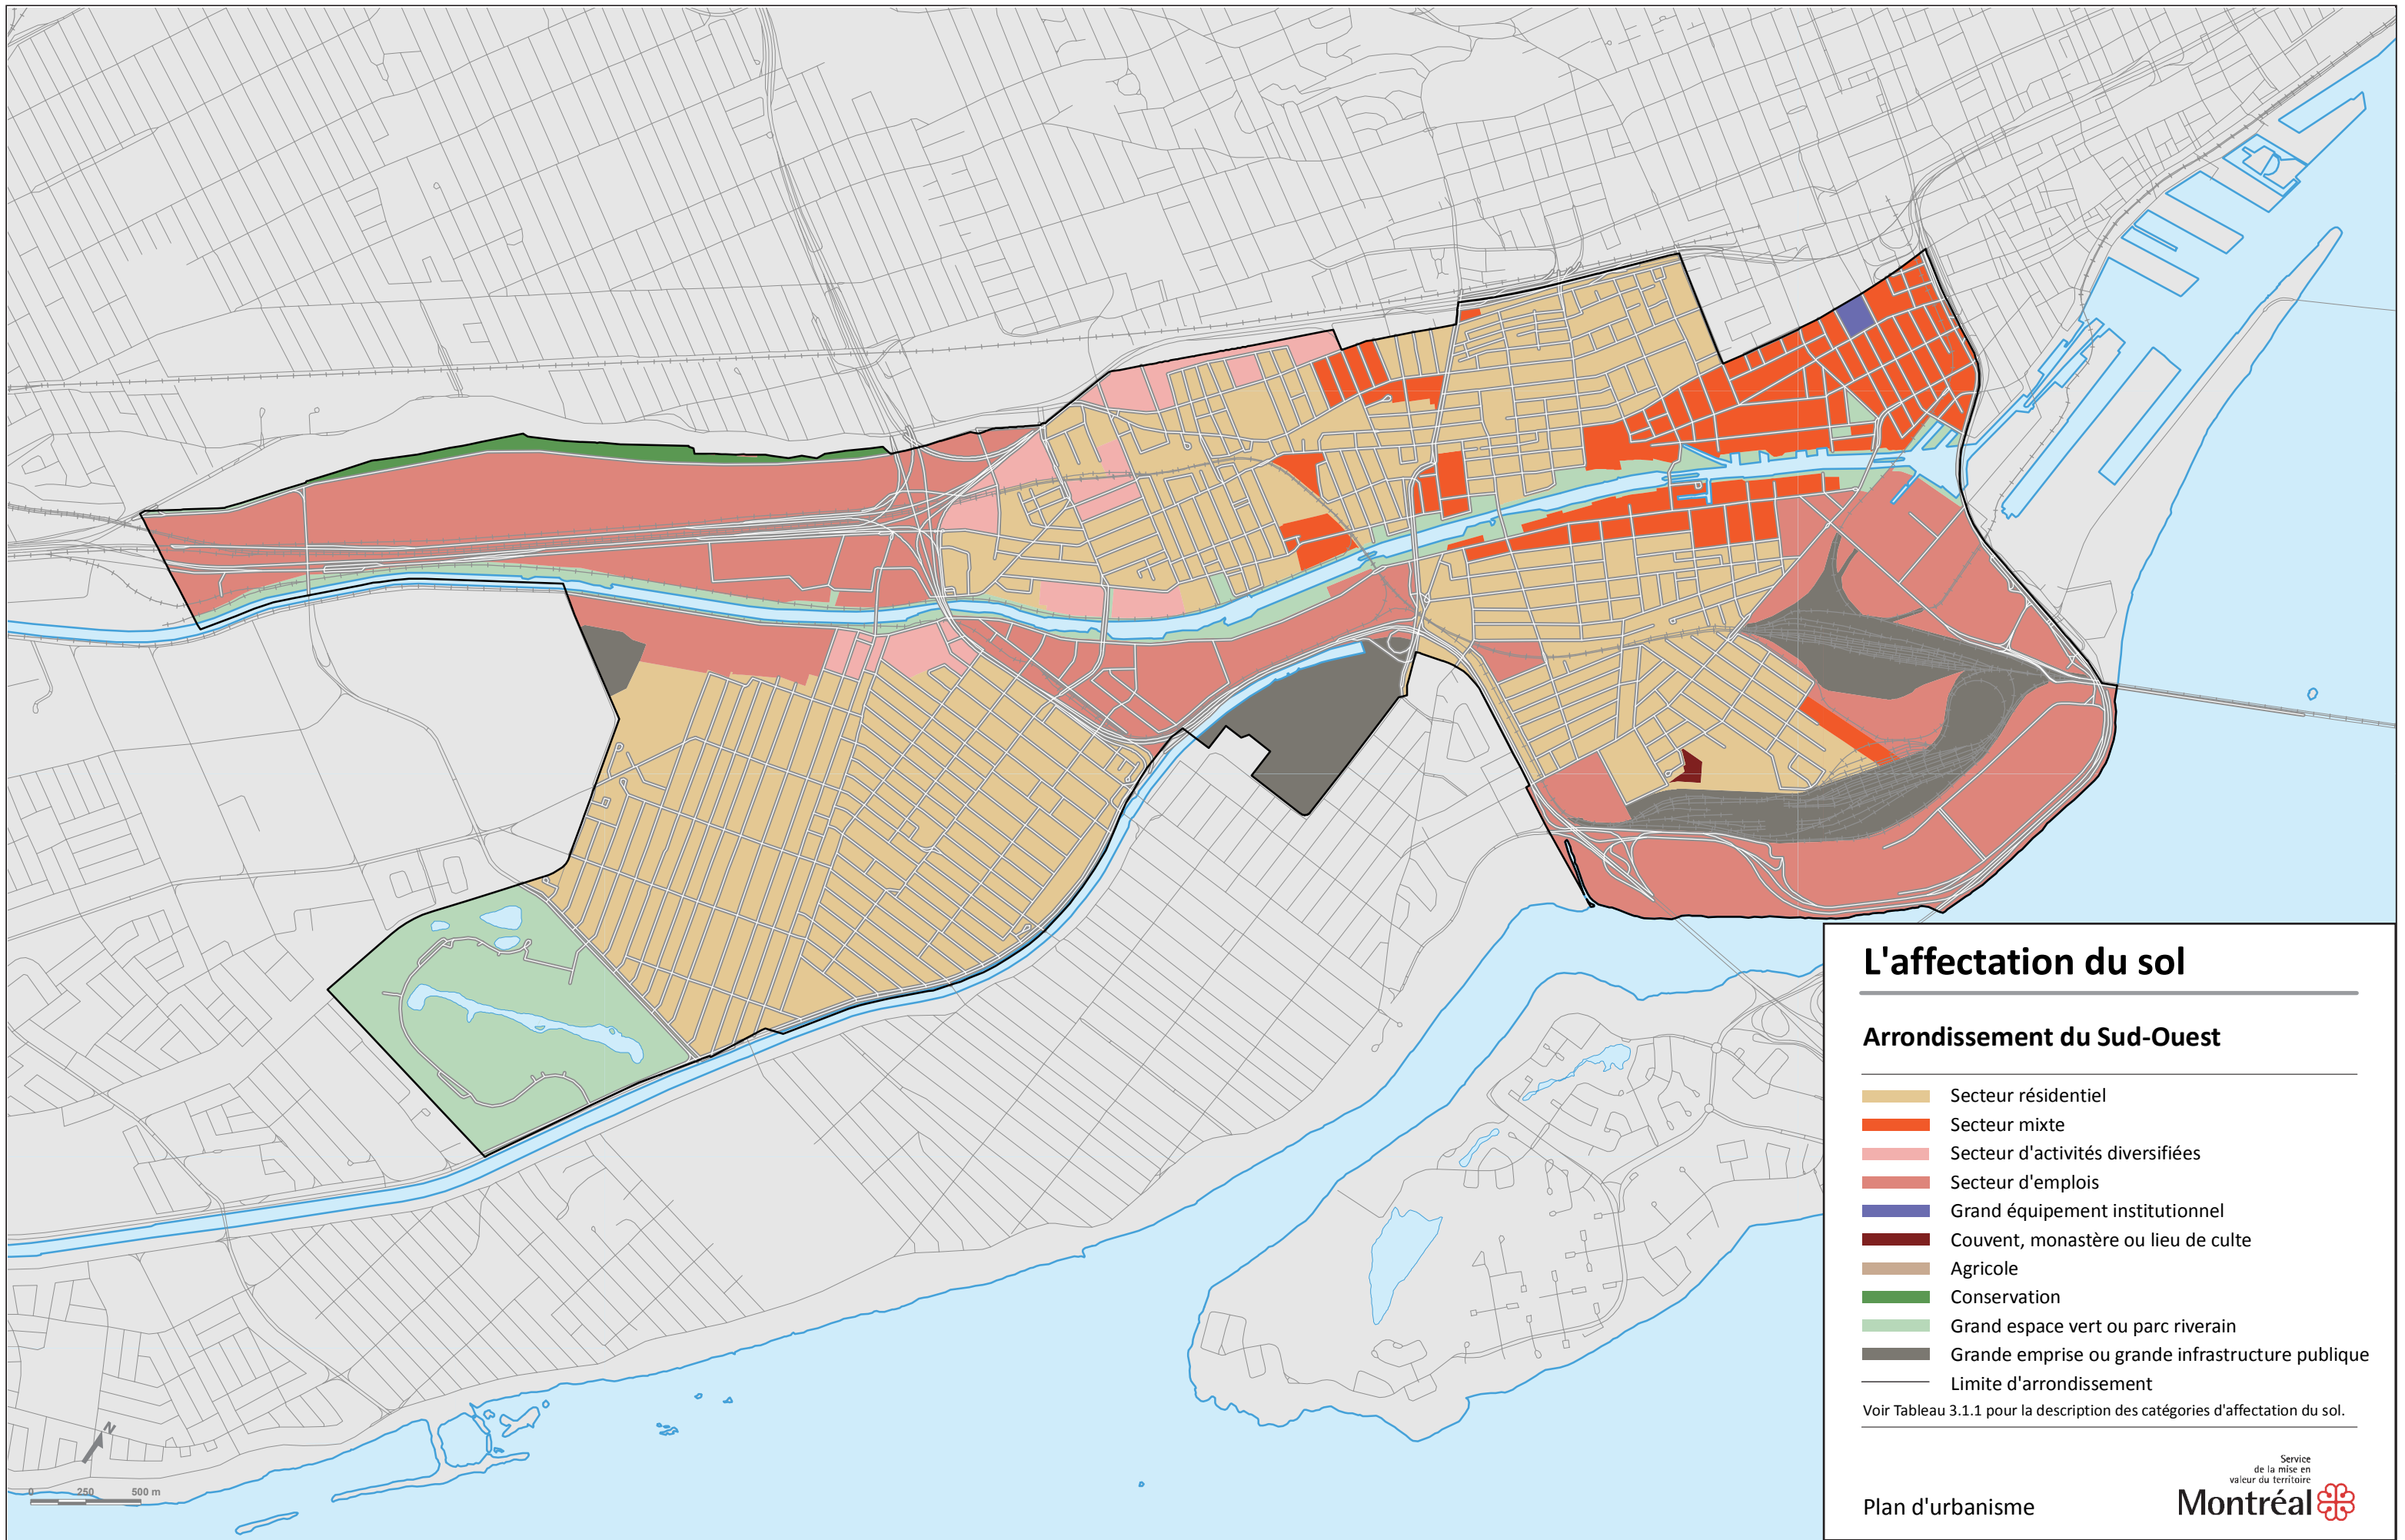 L'affectation du sol
Arrondissement du Sud-Ouest
Secteur résidentiel
Secteur mixte
Secteur d'activités diversifiées
Secteur d'emplois
Grand équipement institutionnel
Couvent, monastère ou lieu de culte
Agricole
Conservation
Grand espace vert ou parc riverain
Grande emprise ou grande infrastructure publique
Limite d'arrondissement
Voir Tableau 3.1.1 pour la description des catégories d'affectation du sol.
Service
de la mise en
valeur du territoire
Plan d'urbanisme
Montréal
N
0 250 500 m